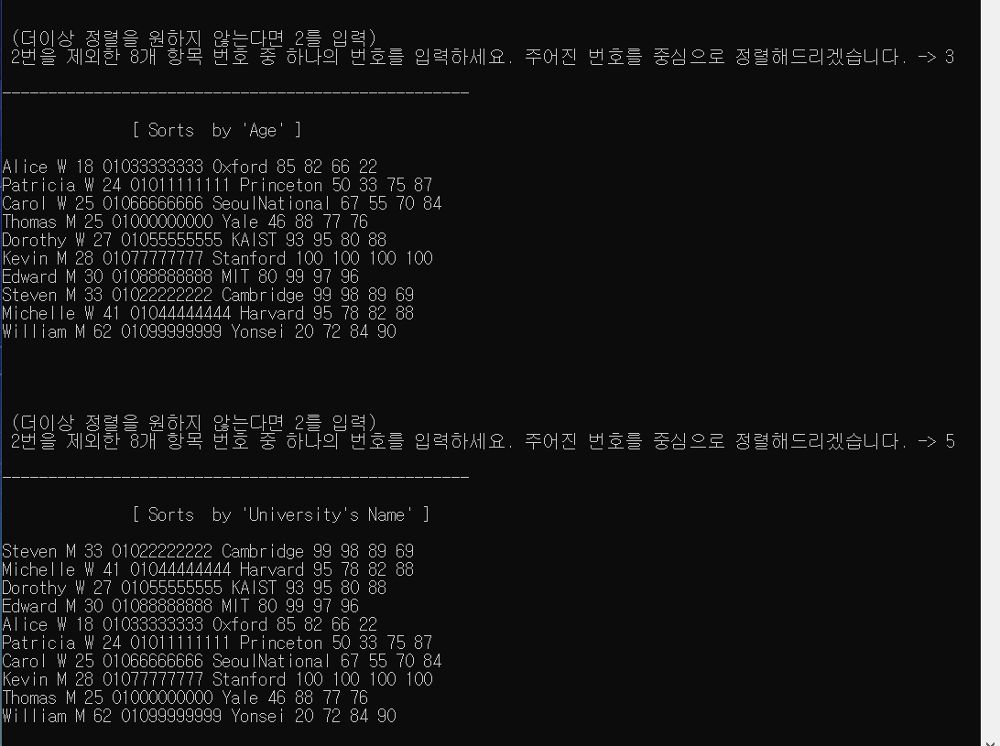 (더이상 정렬을 원하지 않는다면 2를 입력)
2번을 제외한 8개 항목 번호 중 하나의 번호를 입력하세요. 주어진 번호를 중심으로 정렬해드리겠습니다. -> 3
---------------------------------------------------
[ Sorts  by 'Age' ]
Alice W 18 01033333333 Oxford 85 82 66 22
Patricia W 24 01011111111 Princeton 50 33 75 87
Carol W 25 01066666666 SeoulNational 67 55 70 84
Thomas M 25 01000000000 Yale 46 88 77 76
Dorothy W 27 01055555555 KAIST 93 95 80 88
Kevin M 28 01077777777 Stanford 100 100 100 100
Edward M 30 01088888888 MIT 80 99 97 96
Steven M 33 01022222222 Cambridge 99 98 89 69
Michelle W 41 01044444444 Harvard 95 78 82 88
William M 62 01099999999 Yonsei 20 72 84 90
(더이상 정렬을 원하지 않는다면 2를 입력)
2번을 제외한 8개 항목 번호 중 하나의 번호를 입력하세요. 주어진 번호를 중심으로 정렬해드리겠습니다. -> 5
---------------------------------------------------
[ Sorts  by 'University's Name' ]
Steven M 33 01022222222 Cambridge 99 98 89 69
Michelle W 41 01044444444 Harvard 95 78 82 88
Dorothy W 27 01055555555 KAIST 93 95 80 88
Edward M 30 01088888888 MIT 80 99 97 96
Alice W 18 01033333333 Oxford 85 82 66 22
Patricia W 24 01011111111 Princeton 50 33 75 87
Carol W 25 01066666666 SeoulNational 67 55 70 84
Kevin M 28 01077777777 Stanford 100 100 100 100
Thomas M 25 01000000000 Yale 46 88 77 76
William M 62 01099999999 Yonsei 20 72 84 90